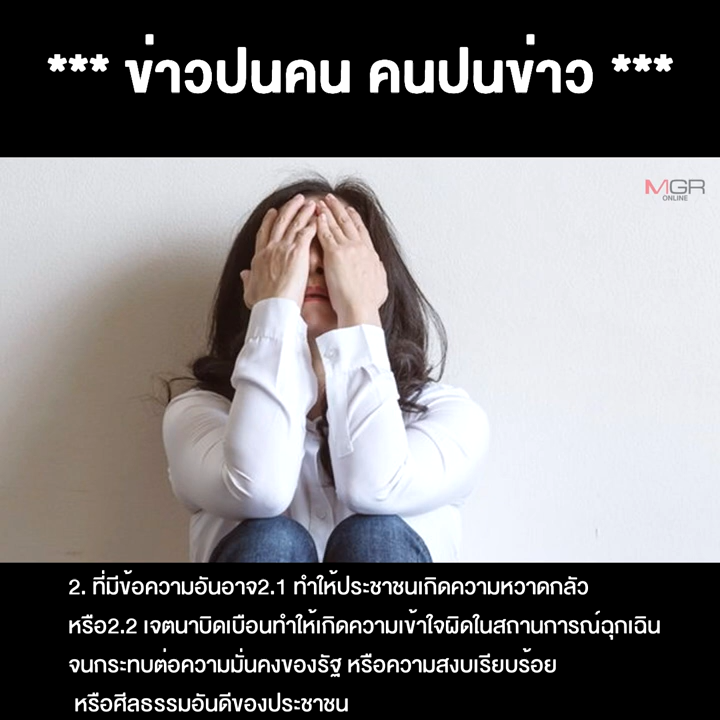 *** ข่าวปนคน คนปนข่าว ***
MGR
ONLINE
2. ที่มีข้อความอันอาจ2.1 ทำให้ประชาชนเกิดความหวาดกลัว
หรือ2.2 เจตนาบิดเบือนทำให้เกิดความเข้าใจผิดในสถานการณ์ฉุกเฉิน
จนกระทบต่อความมั่นคงของรัฐ หรือความสงบเรียบร้อย
หรือศีลธรรมอันดีของประชาชน